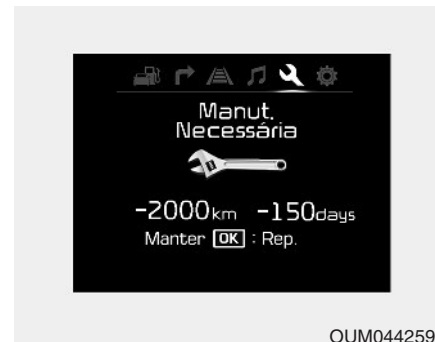 Manut.
Necessária
-2000km -150days
Manter OK : Rep.
OUM044259